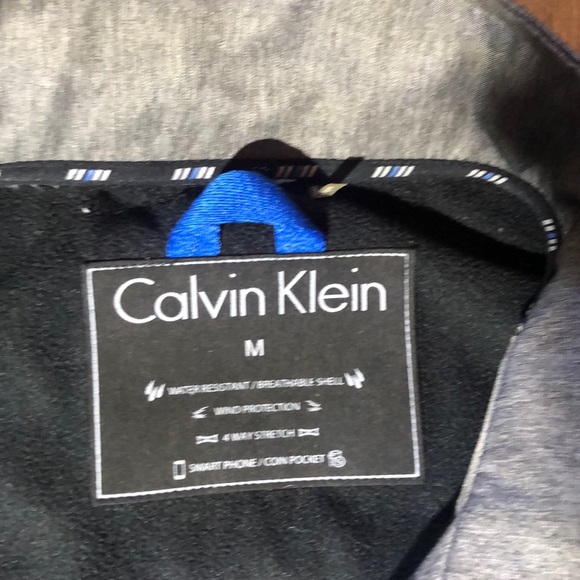 Calvin Klein
M
WATER RESISTANT / BREATHABLE SHELL
WIND PROTECTION
4 WAY STRETCH
SMART PHONE / COIN POCKET